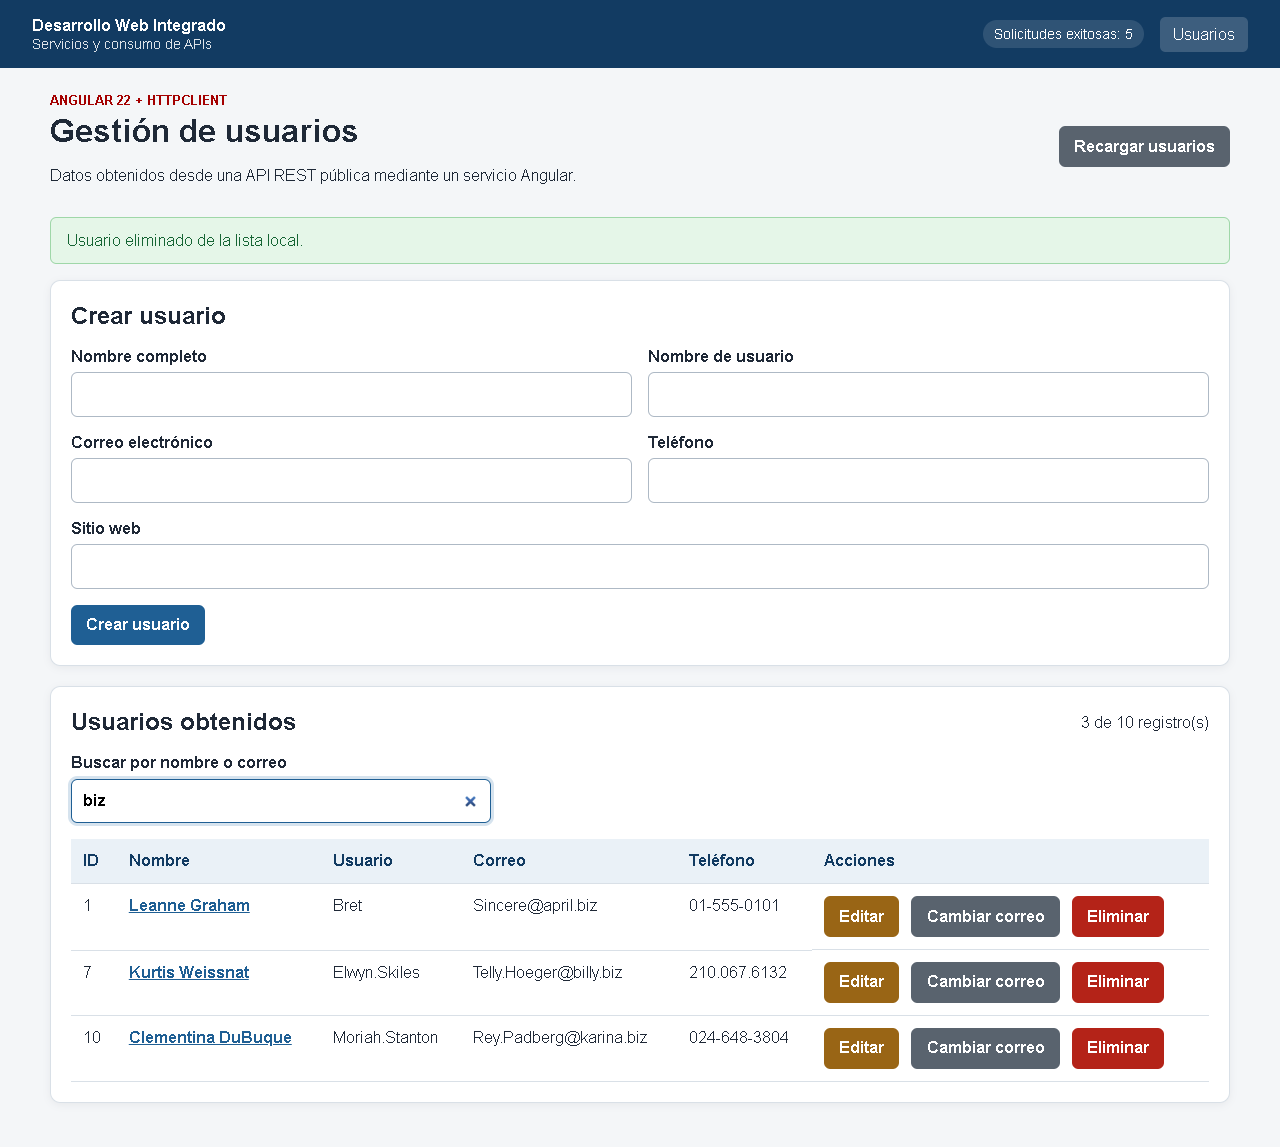 Desarrollo Web Integrado
Servicios y consumo de APIs
Solicitudes exitosas: 5
Usuarios
ANGULAR 22 + HTTPCLIENT
Gestión de usuarios
Datos obtenidos desde una API REST pública mediante un servicio Angular.
Recargar usuarios
Usuario eliminado de la lista local.
Crear usuario
Nombre completo
Nombre de usuario
Correo electrónico
Teléfono
Sitio web
Crear usuario
Usuarios obtenidos
3 de 10 registro(s)
Buscar por nombre o correo
biz
ID Nombre Usuario Correo Teléfono Acciones
1 Leanne Graham Bret Sincere@april.biz 01-555-0101 Editar Cambiar correo Eliminar
7 Kurtis Weissnat Elwyn.Skiles Telly.Hoeger@billy.biz 210.067.6132 Editar Cambiar correo Eliminar
10 Clementina DuBuque Moriah.Stanton Rey.Padberg@karina.biz 024-648-3804 Editar Cambiar correo Eliminar